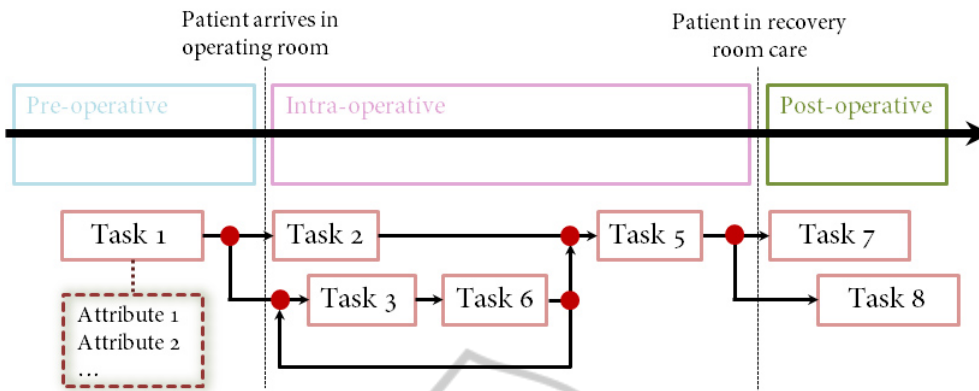 Patient arrives in
operating room
Patient in recovery
room care
Pre-operative
Intra-operative
Post-operative
Task 1
Task 2
Task 5
Task 7
Task 3
Task 6
Task 8
Attribute 1
Attribute 2
...